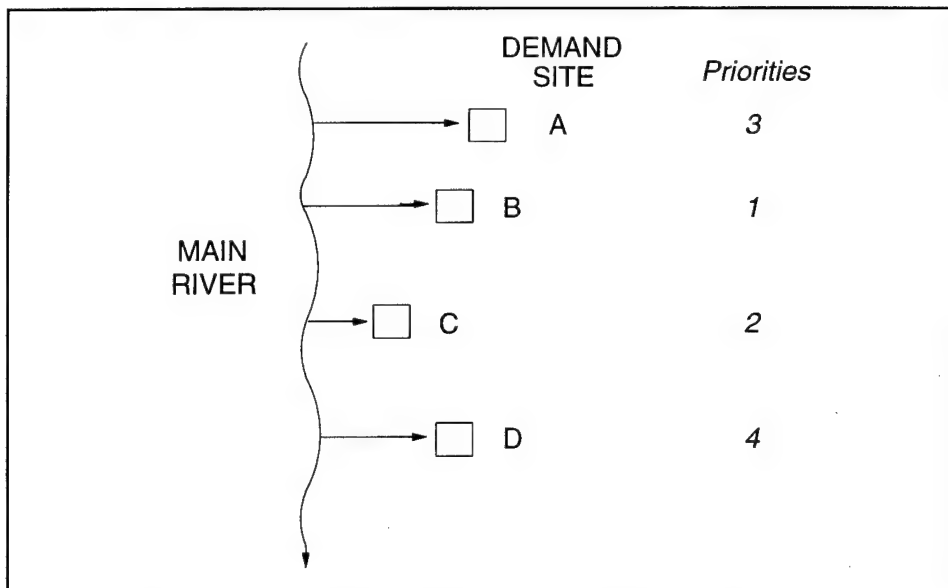 DEMAND
SITE
Priorities
A 3
B 1
MAIN
RIVER
C 2
D 4